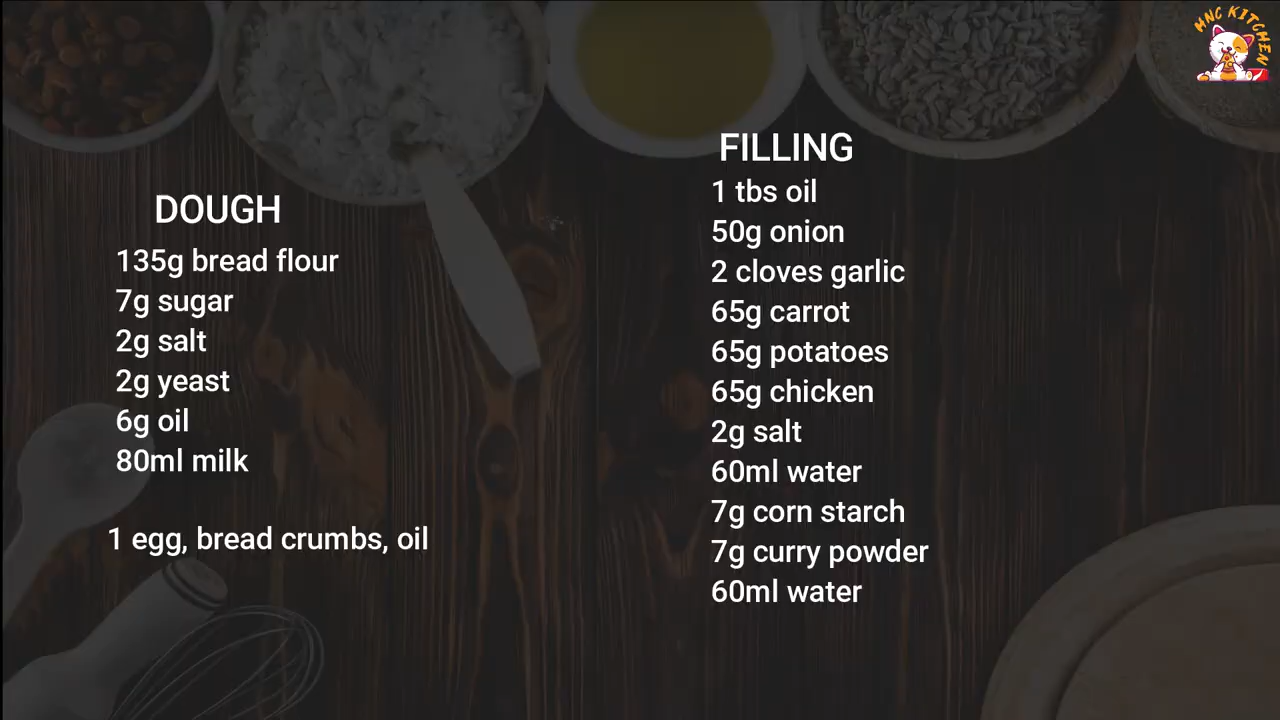 MNC KITCHEN
DOUGH
135g bread flour
7g sugar
2g salt
2g yeast
6g oil
80ml milk
1 egg, bread crumbs, oil
FILLING
1 tbs oil
50g onion
2 cloves garlic
65g carrot
65g potatoes
65g chicken
2g salt
60ml water
7g corn starch
7g curry powder
60ml water